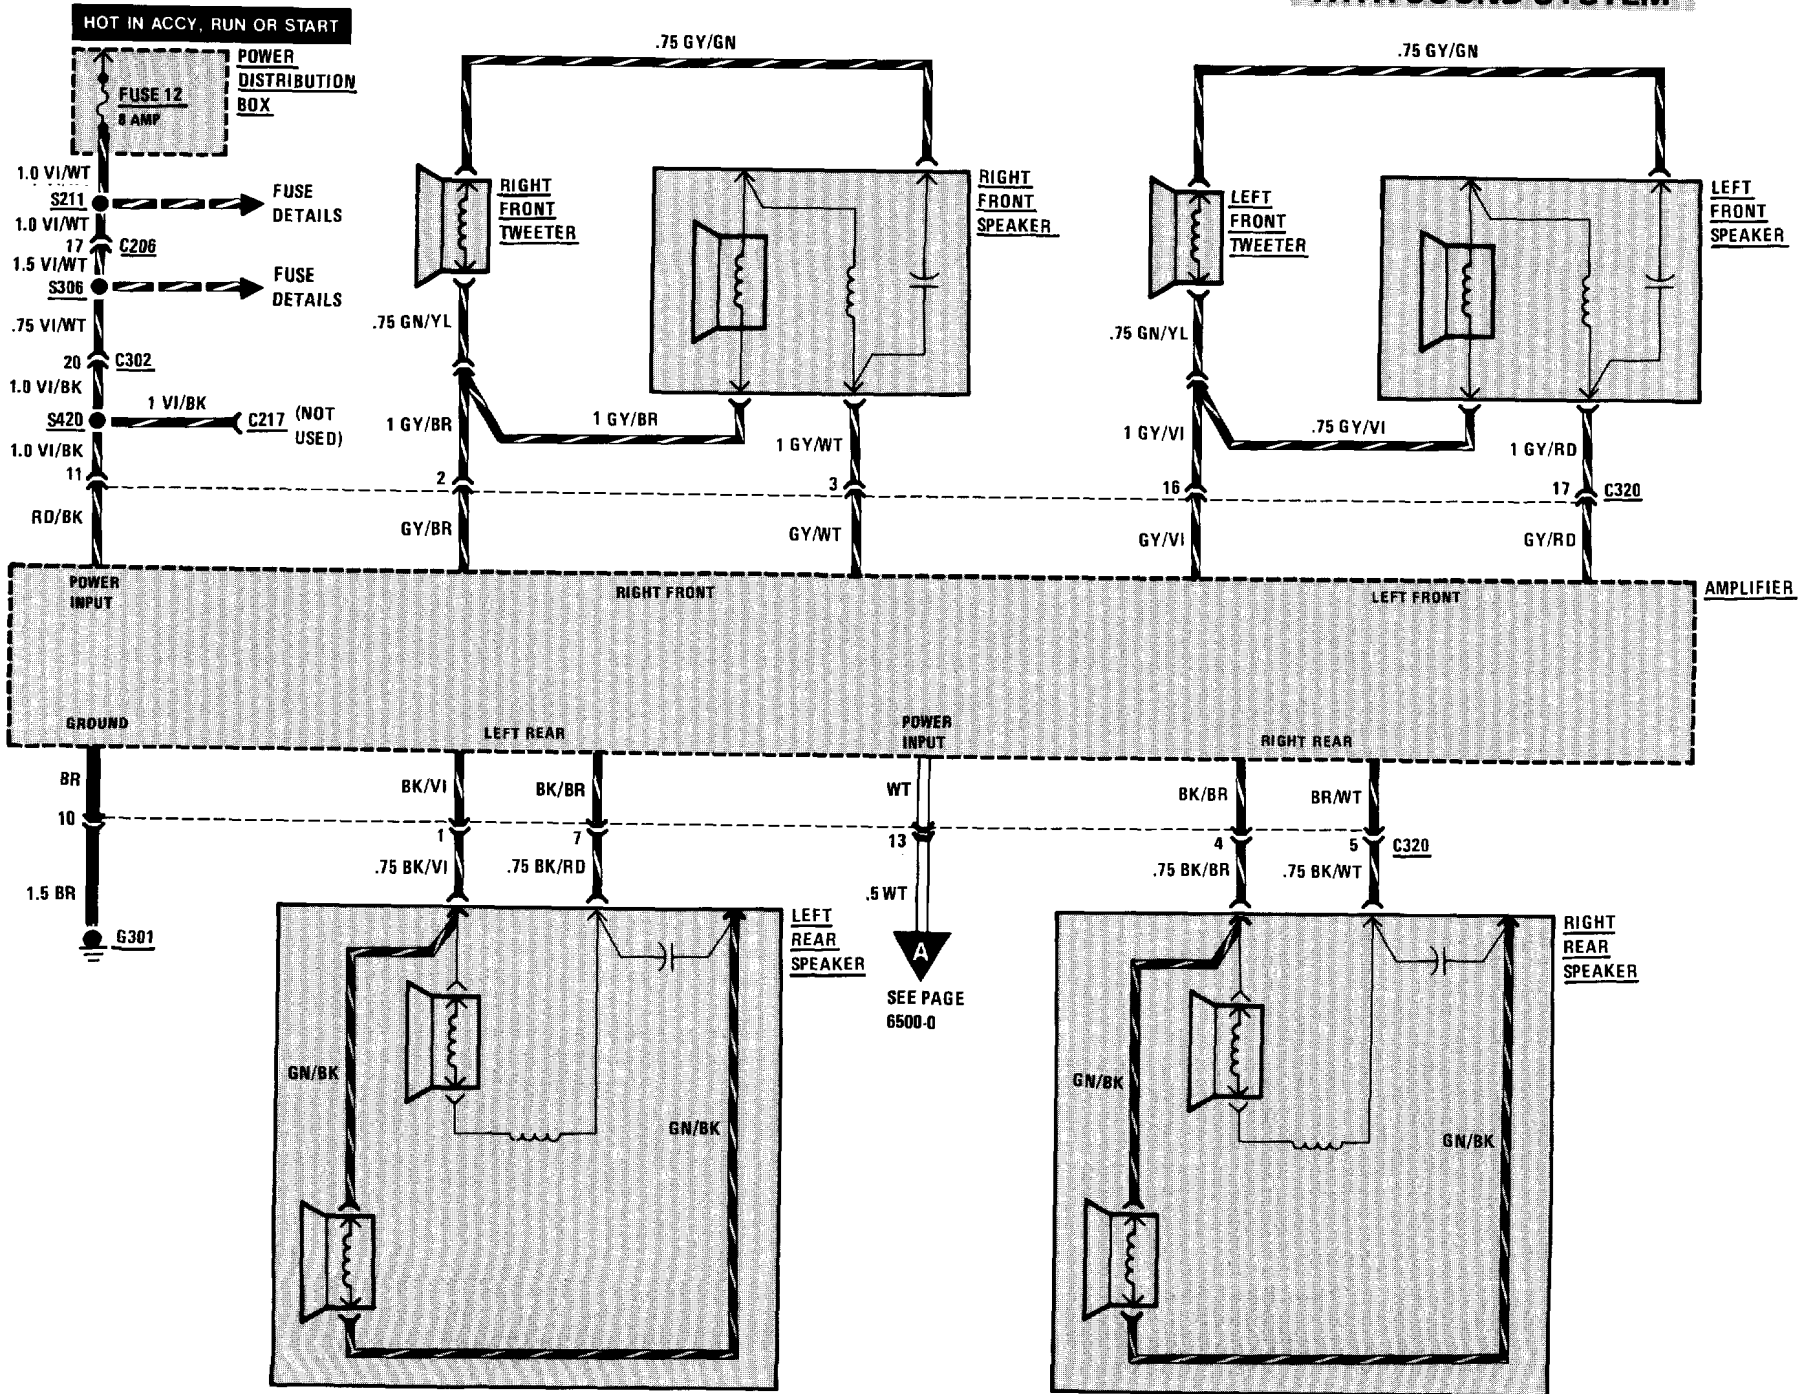 HOT IN ACCY, RUN OR START
POWER
DISTRIBUTION
BOX
FUSE 12
8 AMP
1.0 VI/WT
S211
FUSE
DETAILS
1.0 VI/WT
17
C206
1.5 VI/WT
S306
FUSE
DETAILS
.75 VI/WT
20
C302
1.0 VI/BK
S420
1 VI/BK
C217
(NOT
USED)
1.0 VI/BK
11
RD/BK
.75 GY/GN
RIGHT
FRONT
TWEETER
.75 GN/YL
1 GY/BR
1 GY/BR
2
GY/BR
RIGHT
FRONT
SPEAKER
1 GY/WT
3
GY/WT
.75 GY/GN
LEFT
FRONT
TWEETER
.75 GN/YL
1 GY/VI
.75 GY/VI
16
GY/VI
LEFT
FRONT
SPEAKER
1 GY/RD
17
C320
GY/RD
POWER
INPUT
RIGHT FRONT
LEFT FRONT
AMPLIFIER
GROUND
LEFT REAR
POWER
INPUT
RIGHT REAR
BR
10
1.5 BR
G301
BK/VI
1
.75 BK/VI
BK/BR
7
.75 BK/RD
WT
13
.5 WT
A
SEE PAGE
6500-0
BK/BR
4
.75 BK/BR
BR/WT
5
C320
.75 BK/WT
LEFT
REAR
SPEAKER
GN/BK
GN/BK
RIGHT
REAR
SPEAKER
GN/BK
GN/BK